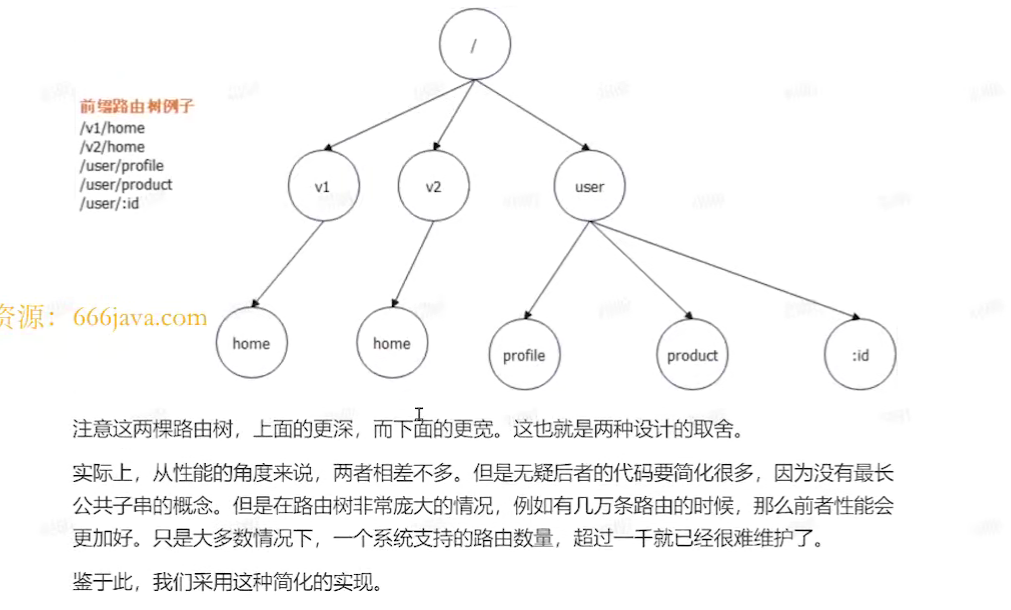 /
前缀路由树例子
/v1/home
/v2/home
/user/profile
/user/product
/user/:id
v1
v2
user
资源：666java.com
home
home
profile
product
:id
注意这两棵路由树，上面的更深，而下面的更宽。这也就是两种设计的取舍。
实际上，从性能的角度来说，两者相差不多。但是无疑后者的代码要简化很多，因为没有最长
公共子串的概念。但是在路由树非常庞大的情况，例如有几万条路由的时候，那么前者性能会
更加好。只是大多数情况下，一个系统支持的路由数量，超过一千就已经很难维护了。
鉴于此，我们采用这种简化的实现。